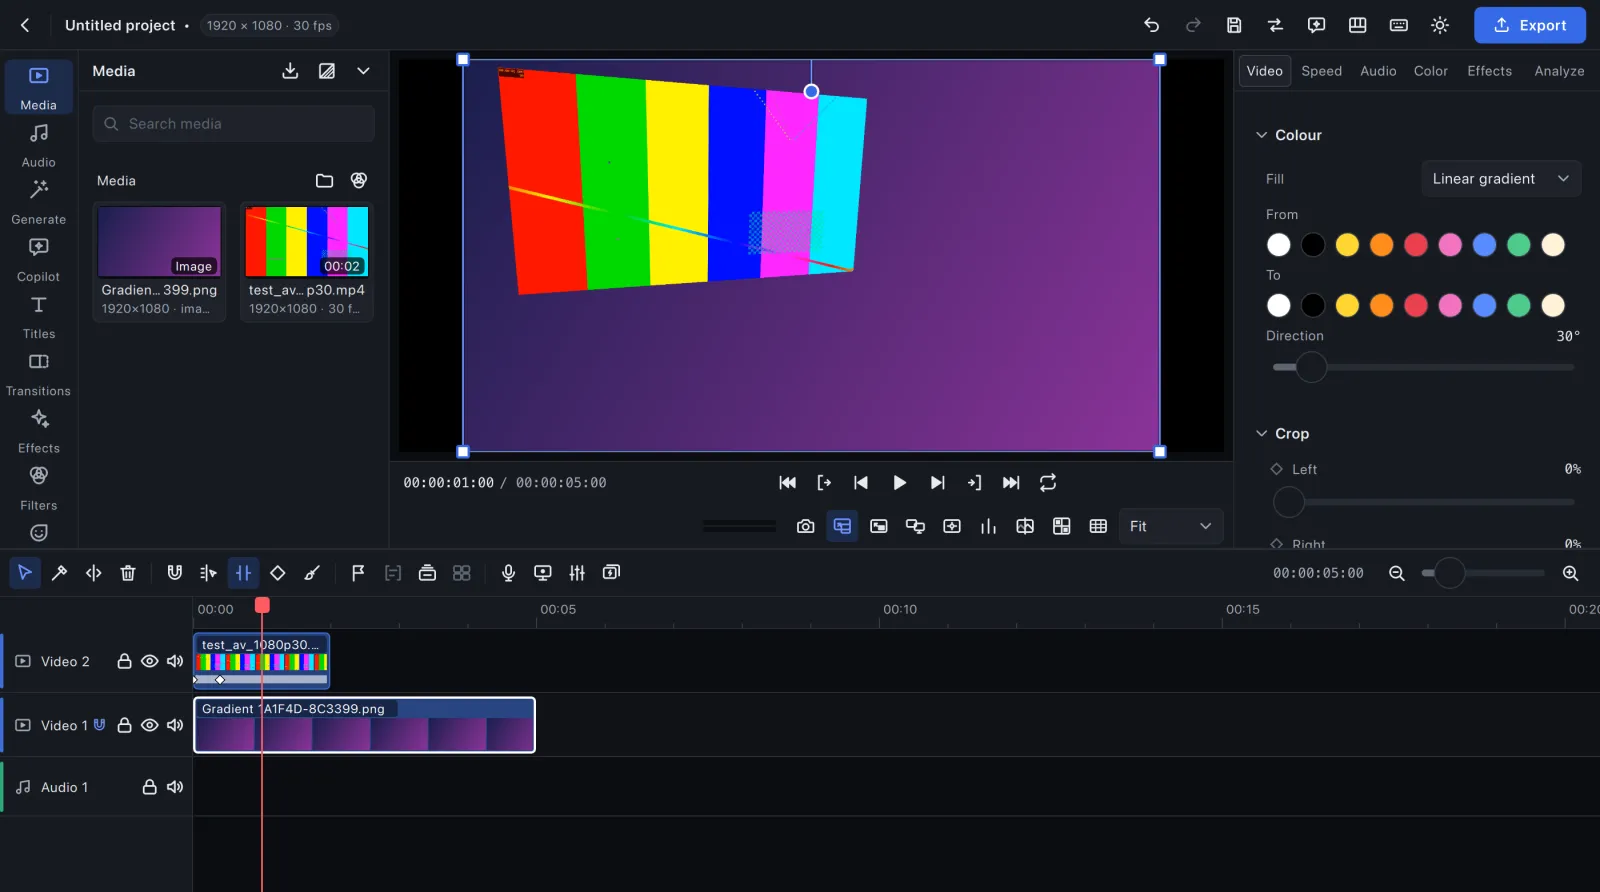 Untitled project • 1920 × 1080 · 30 fps
Export
Media
Audio
Generate
Copilot
Titles
Transitions
Effects
Filters
Media
Search media
Media
Image
Gradien... 399.png
1920×1080 · ima...
00:02
test_av...p30.mp4
1920×1080 · 30 f...
00:00:01:00 / 00:00:05:00
Fit
Video Speed Audio Color Effects Analyze
Colour
Fill Linear gradient
From
To
Direction 30°
Crop
Left 0%
Right 0%
00:00:05:00
00:00 00:05 00:10 00:15 00:20
Video 2
test_av_1080p30....
Video 1
Gradient 1A1F4D-8C3399.png
Audio 1